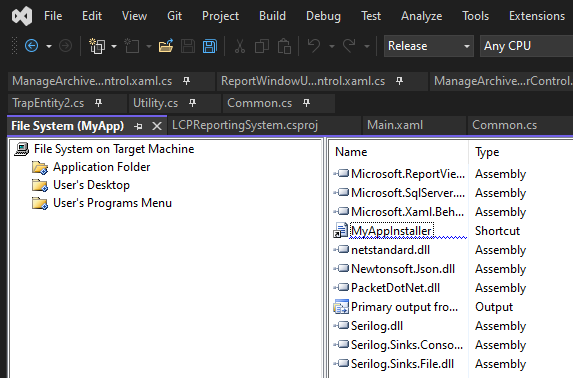 File Edit View Git Project Build Debug Test Analyze Tools Extensions
Release Any CPU
ManageArchive...ntrol.xaml.cs ReportWindowU...ntrol.xaml.cs ManageArchive...rControl.
TrapEntity2.cs Utility.cs Common.cs
File System (MyApp) LCPReportingSystem.csproj Main.xaml Common.cs
File System on Target Machine
Application Folder
User's Desktop
User's Programs Menu
Name Type
Microsoft.ReportVie... Assembly
Microsoft.SqlServer.... Assembly
Microsoft.Xaml.Beh... Assembly
MyAppInstaller Shortcut
netstandard.dll Assembly
Newtonsoft.Json.dll Assembly
PacketDotNet.dll Assembly
Primary output fro... Output
Serilog.dll Assembly
Serilog.Sinks.Conso... Assembly
Serilog.Sinks.File.dll Assembly